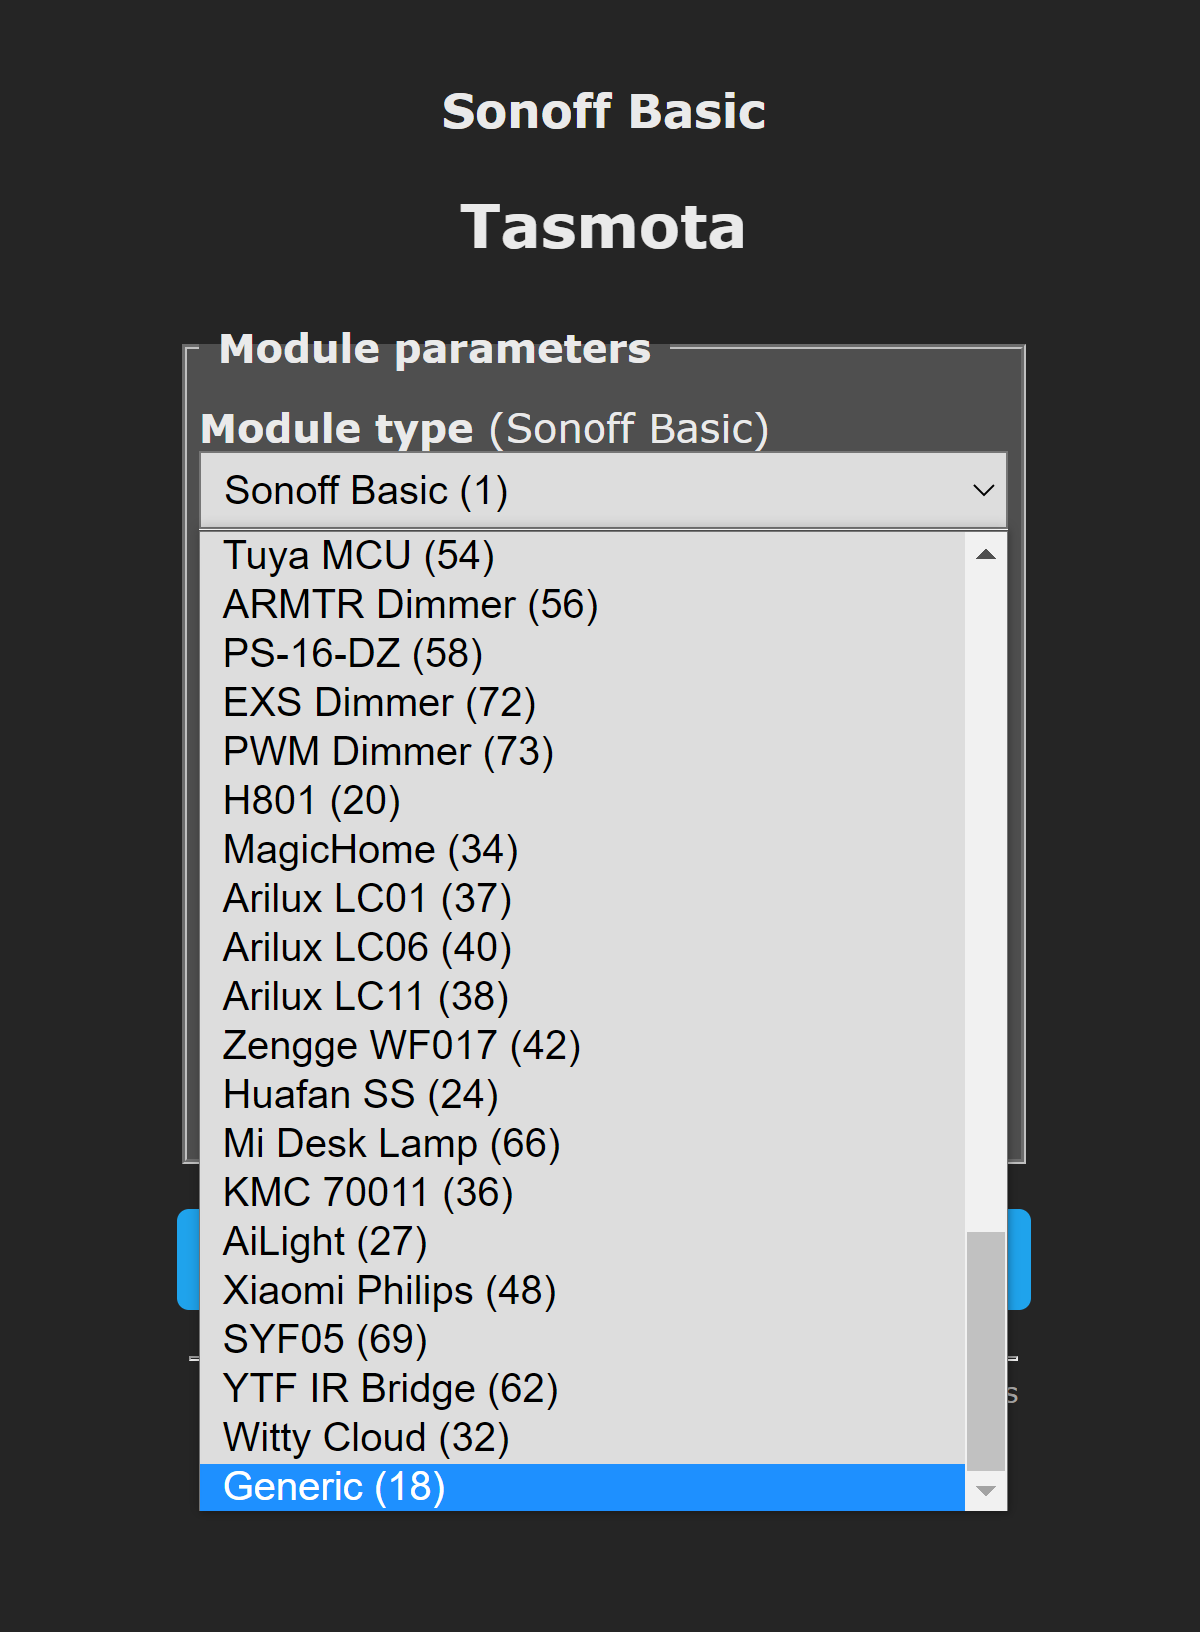 Sonoff Basic
Tasmota
Module parameters
Module type (Sonoff Basic)
Sonoff Basic (1)
Tuya MCU (54)
ARMTR Dimmer (56)
PS-16-DZ (58)
EXS Dimmer (72)
PWM Dimmer (73)
H801 (20)
MagicHome (34)
Arilux LC01 (37)
Arilux LC06 (40)
Arilux LC11 (38)
Zengge WF017 (42)
Huafan SS (24)
Mi Desk Lamp (66)
KMC 70011 (36)
AiLight (27)
Xiaomi Philips (48)
SYF05 (69)
YTF IR Bridge (62)
Witty Cloud (32)
Generic (18)